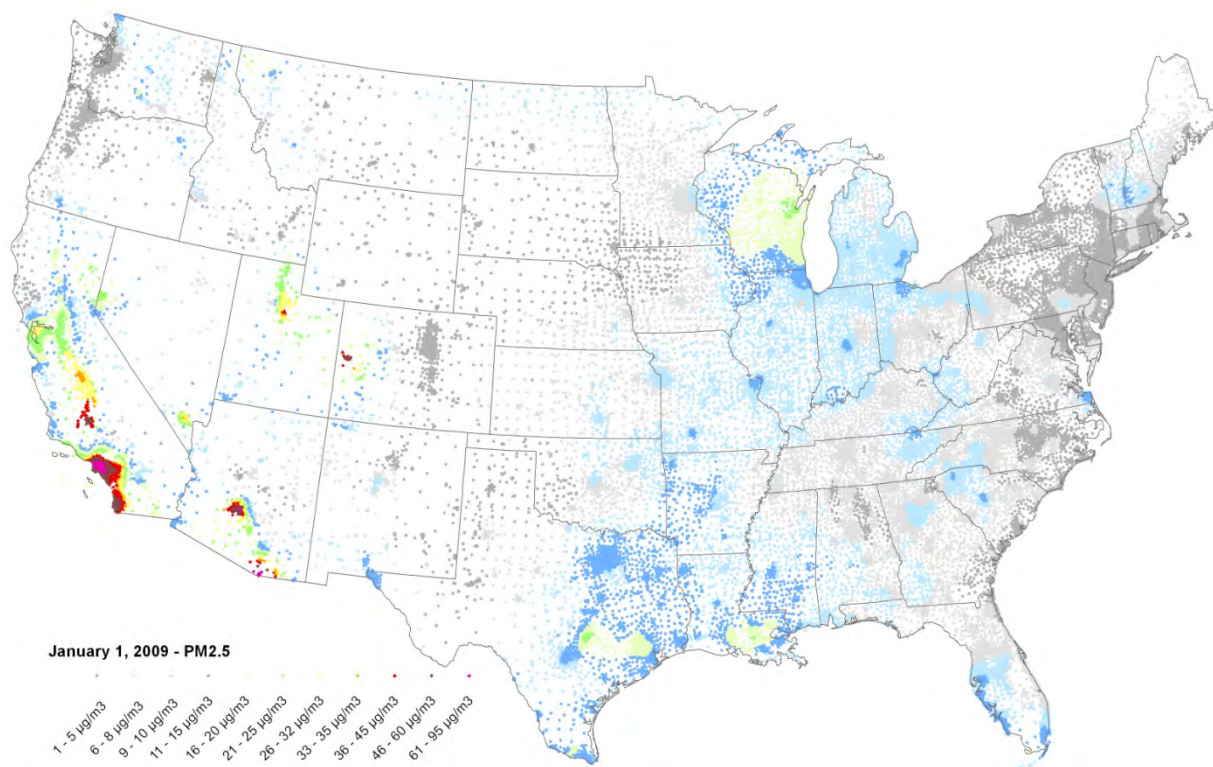 January 1, 2009 - PM2.5
1 - 5 µg/m3
6 - 8 µg/m3
9 - 10 µg/m3
11 - 15 µg/m3
16 - 20 µg/m3
21 - 25 µg/m3
26 - 32 µg/m3
33 - 35 µg/m3
36 - 45 µg/m3
46 - 60 µg/m3
61 - 95 µg/m3